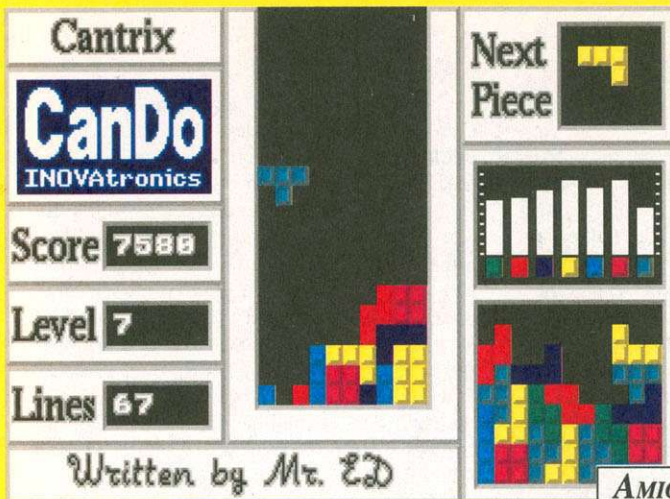 Cantrix
CanDo
INOVAtronics
Score 7580
Level 7
Lines 67
Written by Mr. ED
Next
Piece